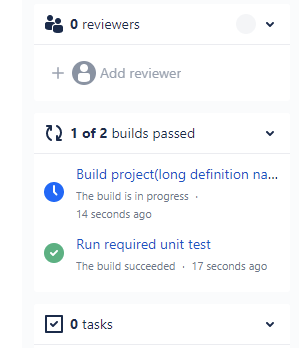 0 reviewers
Add reviewer
1 of 2 builds passed
Build project(long definition na...
The build is in progress ·
14 seconds ago
Run required unit test
The build succeeded · 17 seconds ago
0 tasks